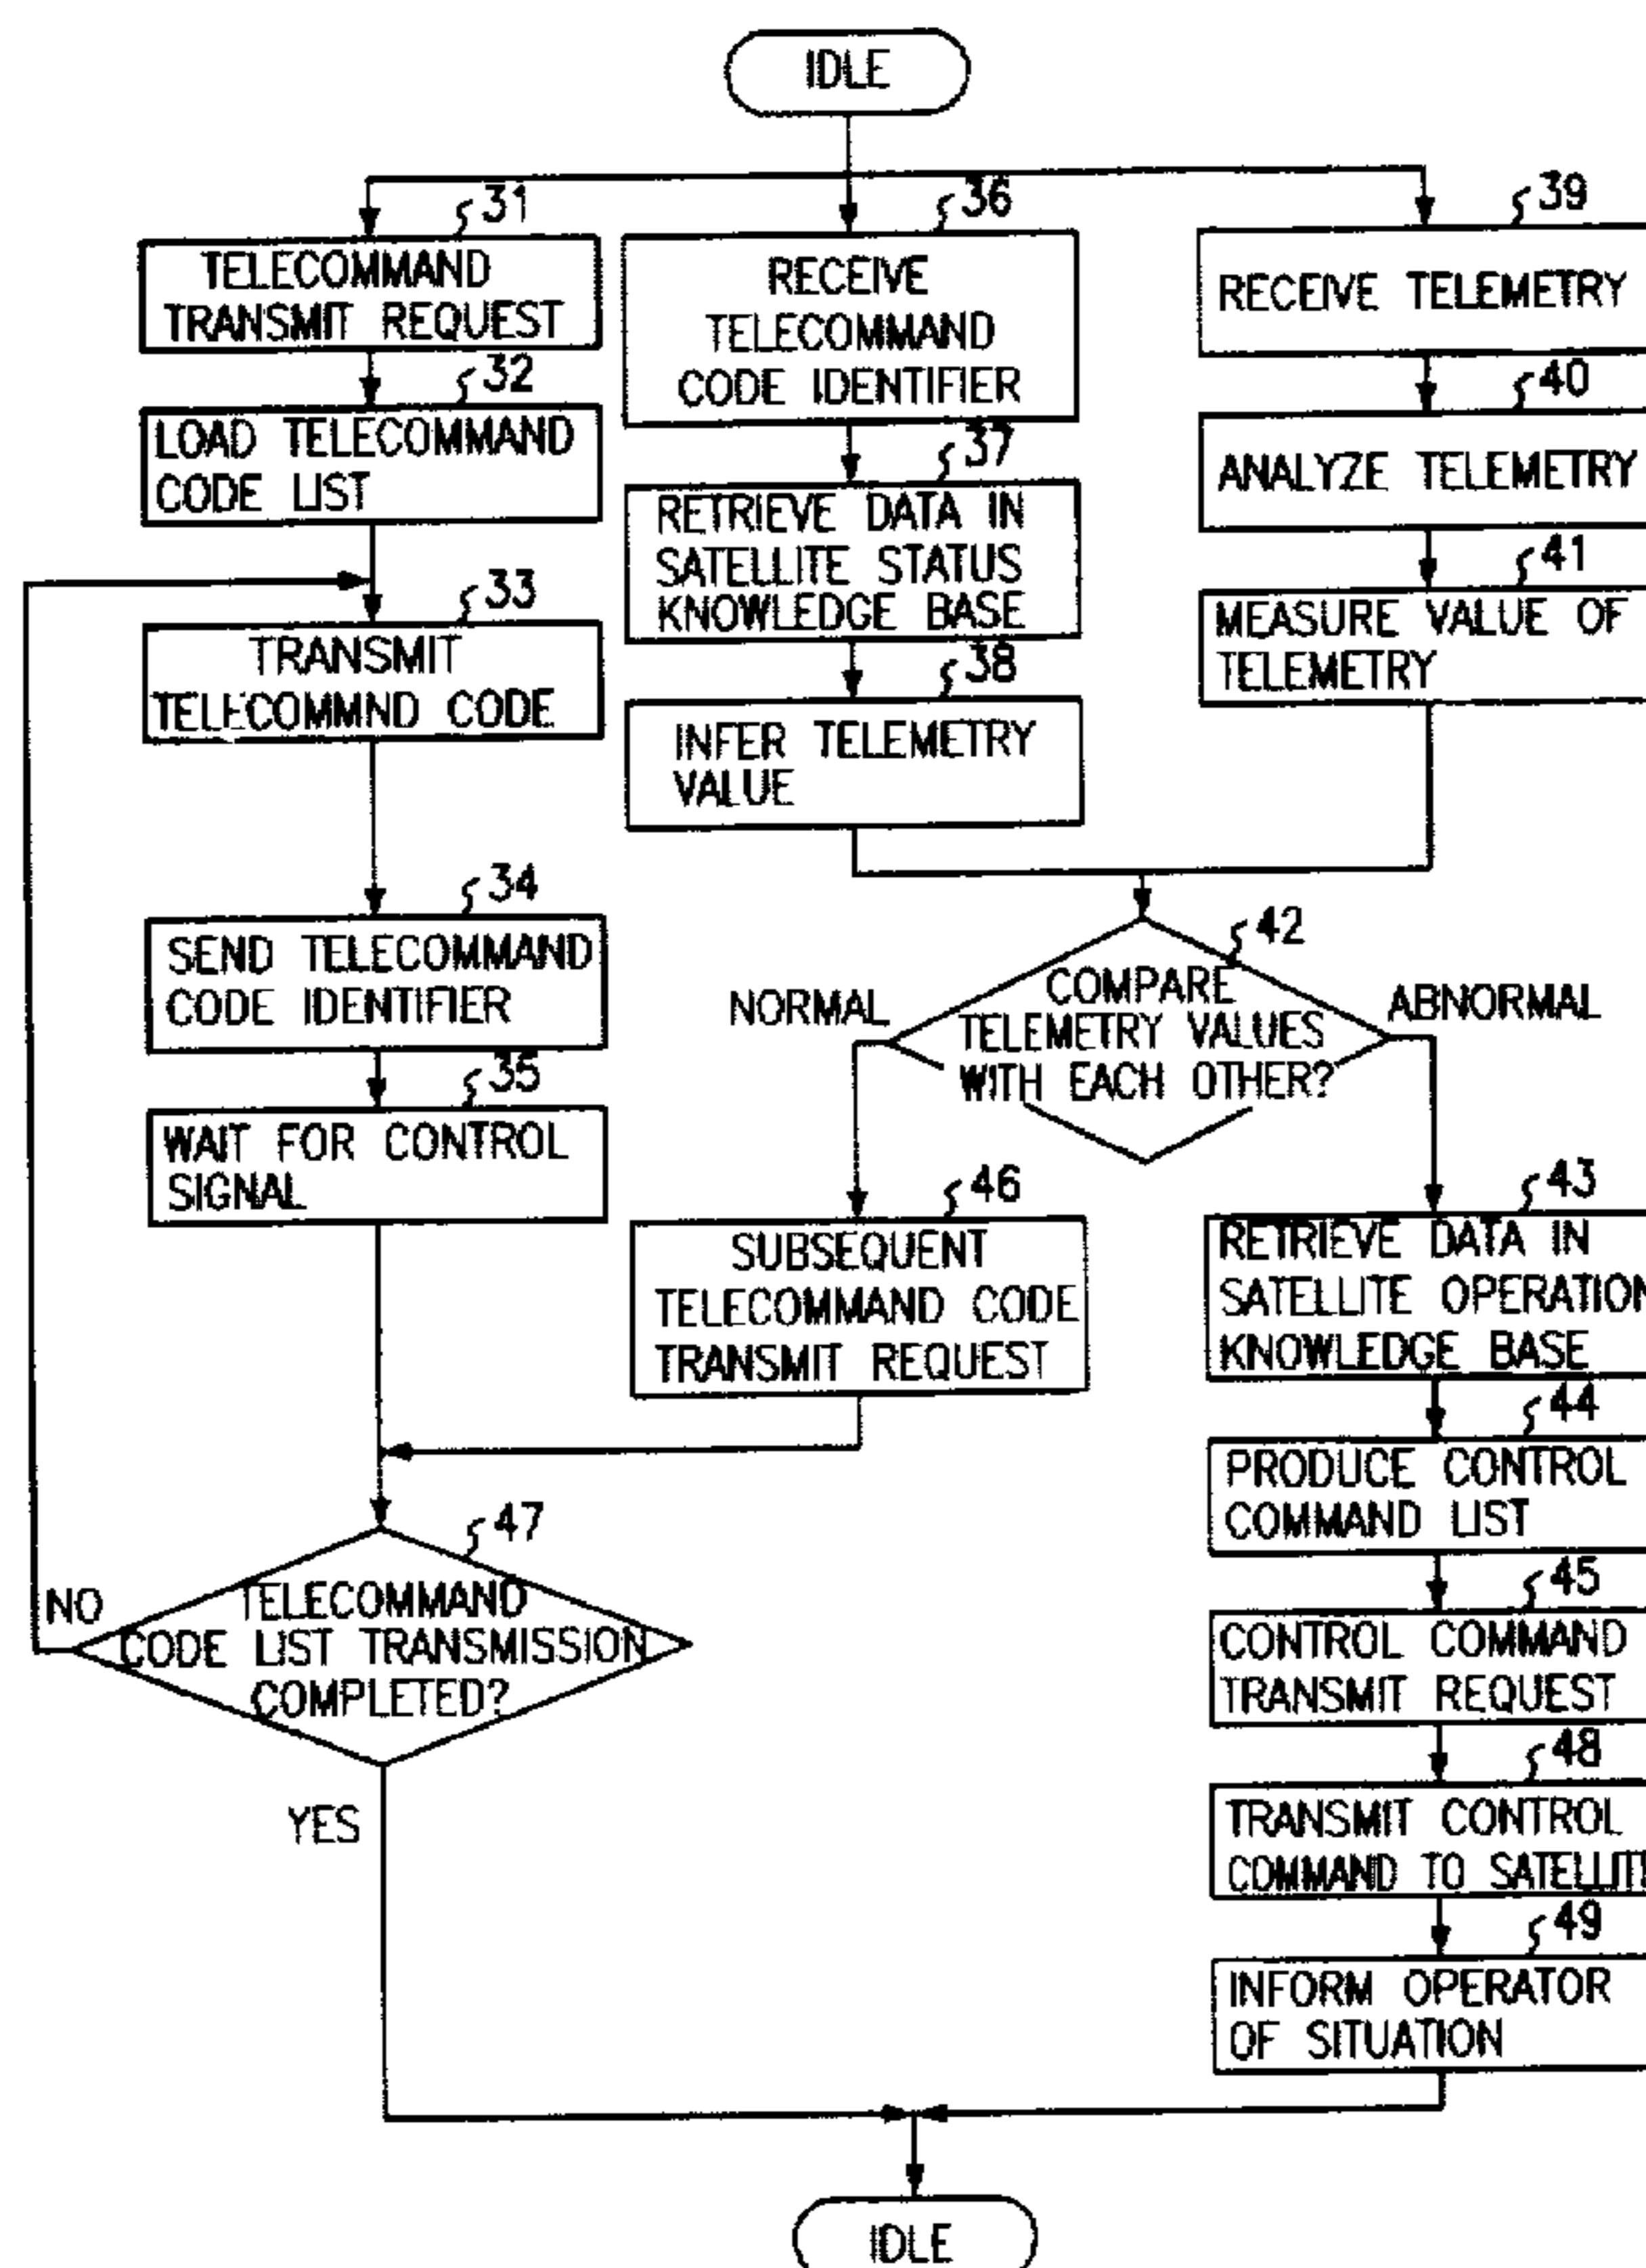 IDLE
31
TELECOMMAND
TRANSMIT REQUEST
32
LOAD TELECOMMAND
CODE LIST
33
TRANSMIT
TELECOMMND CODE
34
SEND TELECOMMAND
CODE IDENTIFIER
35
WAIT FOR CONTROL
SIGNAL
36
RECEIVE
TELECOMMAND
CODE IDENTIFIER
37
RETRIEVE DATA IN
SATELLITE STATUS
KNOWLEDGE BASE
38
INFER TELEMETRY
VALUE
39
RECEIVE TELEMETRY
40
ANALYZE TELEMETRY
41
MEASURE VALUE OF
TELEMETRY
42
COMPARE
TELEMETRY VALUES
WITH EACH OTHER?
NORMAL
ABNORMAL
46
SUBSEQUENT
TELECOMMAND CODE
TRANSMIT REQUEST
43
RETRIEVE DATA IN
SATELLITE OPERATION
KNOWLEDGE BASE
44
PRODUCE CONTROL
COMMAND LIST
45
CONTROL COMMAND
TRANSMIT REQUEST
48
TRANSMIT CONTROL
COMMAND TO SATELLITE
49
INFORM OPERATOR
OF SITUATION
47
TELECOMMAND
CODE LIST TRANSMISSION
COMPLETED?
NO
YES
IDLE